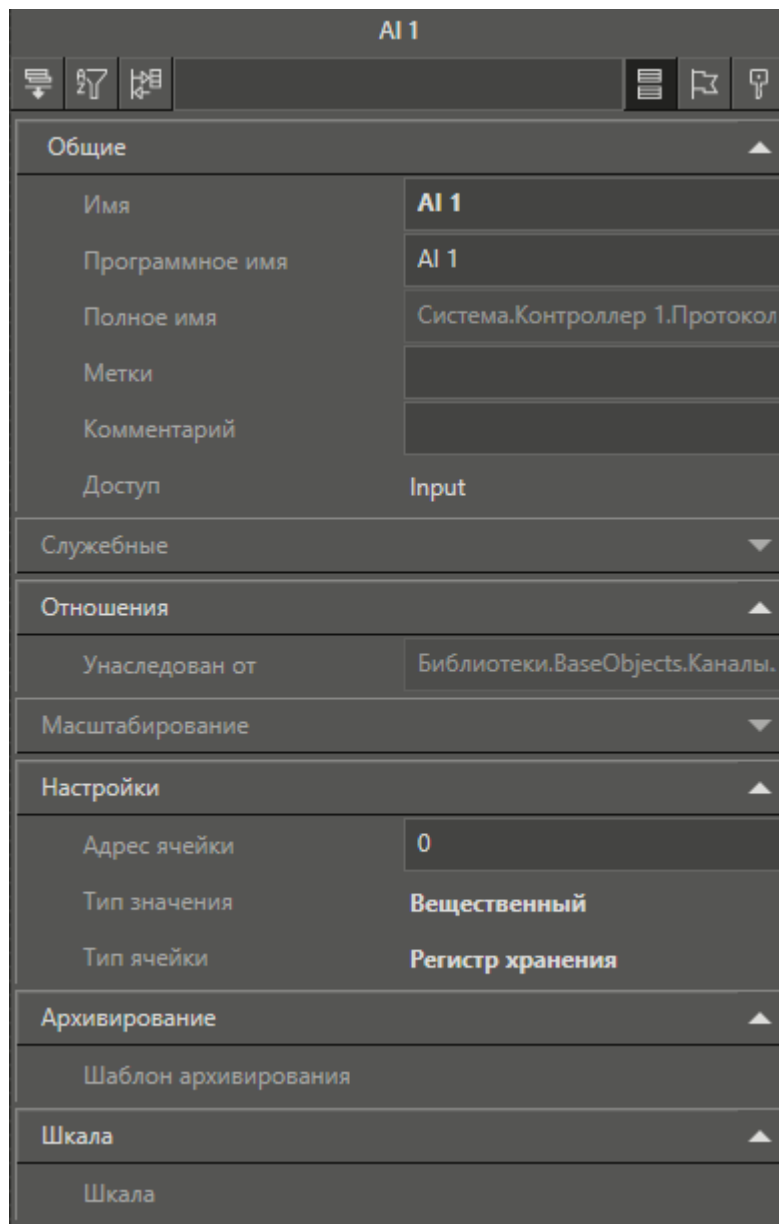 AI 1
Общие
Имя AI 1
Программное имя AI 1
Полное имя Система.Контроллер 1.Протокол
Метки
Комментарий
Доступ Input
Служебные
Отношения
Унаследован от Библиотеки.BaseObjects.Каналы.
Масштабирование
Настройки
Адрес ячейки 0
Тип значения Вещественный
Тип ячейки Регистр хранения
Архивирование
Шаблон архивирования
Шкала
Шкала